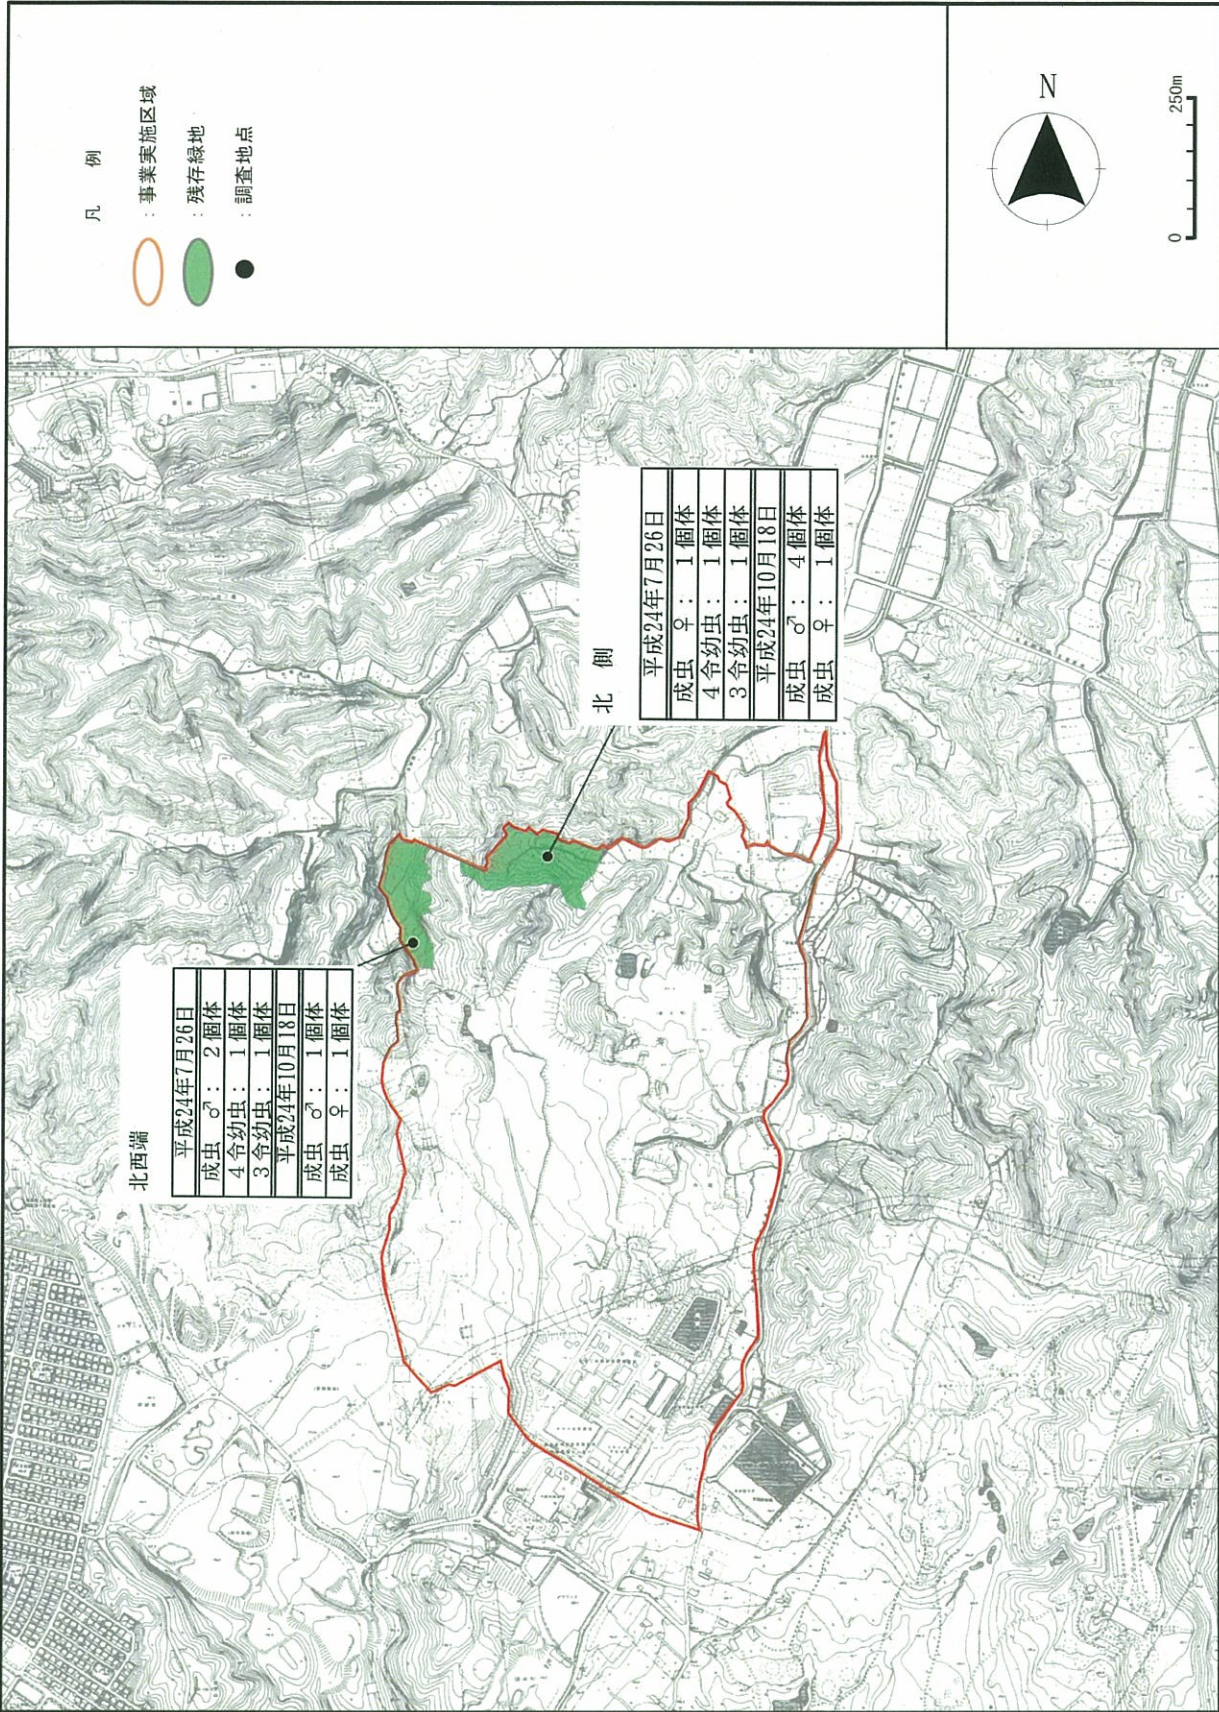 凡　例
：事業実施区域
：残存緑地
：調査地点
N
0 250m
北西端
平成24年7月26日
成虫 ♂：2個体
4令幼虫：1個体
3令幼虫：1個体
平成24年10月18日
成虫 ♂：1個体
成虫 ♀：1個体
北　側
平成24年7月26日
成虫 ♀：1個体
4令幼虫：1個体
3令幼虫：1個体
平成24年10月18日
成虫 ♂：4個体
成虫 ♀：1個体